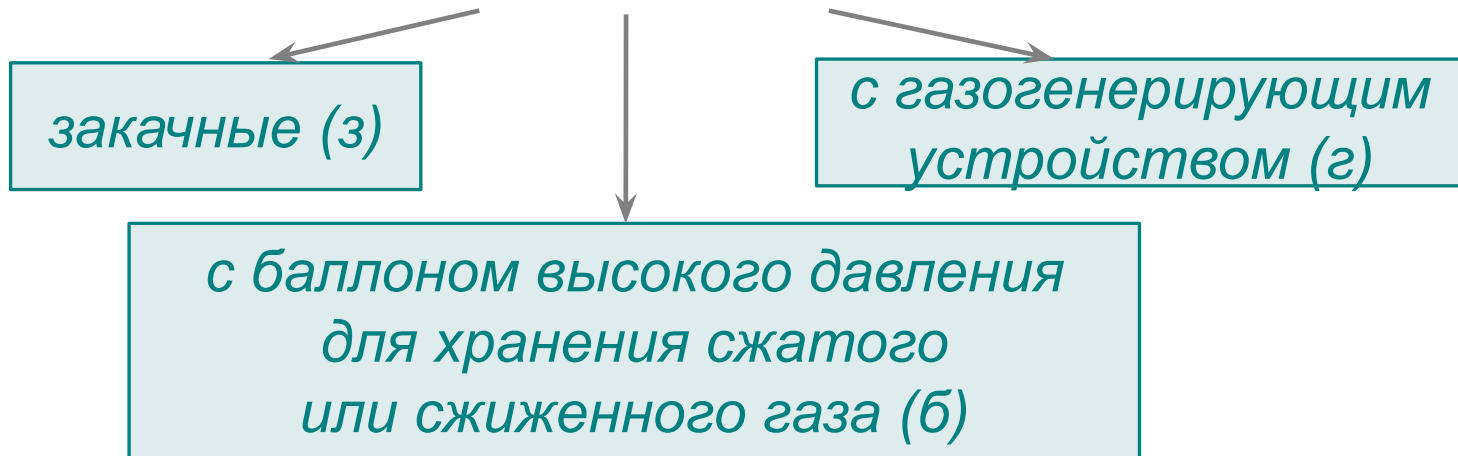 закачные (з)
с газогенерирующим
устройством (г)
с баллоном высокого давления
для хранения сжатого
или сжиженного газа (б)